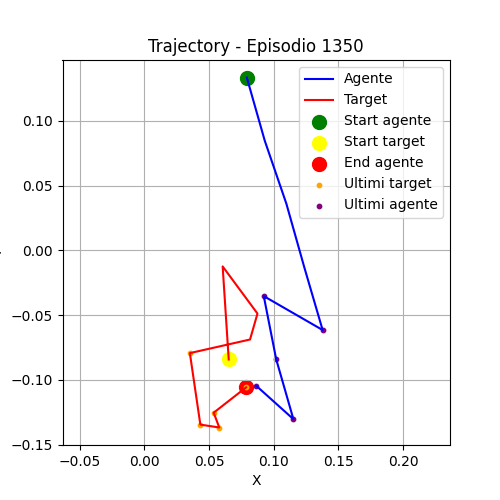 Trajectory - Episodio 1350
Agente
Target
Start agente
Start target
End agente
Ultimi target
Ultimi agente
0.10
0.05
0.00
−0.05
−0.10
−0.15
−0.05
0.00
0.05
0.10
0.15
0.20
X